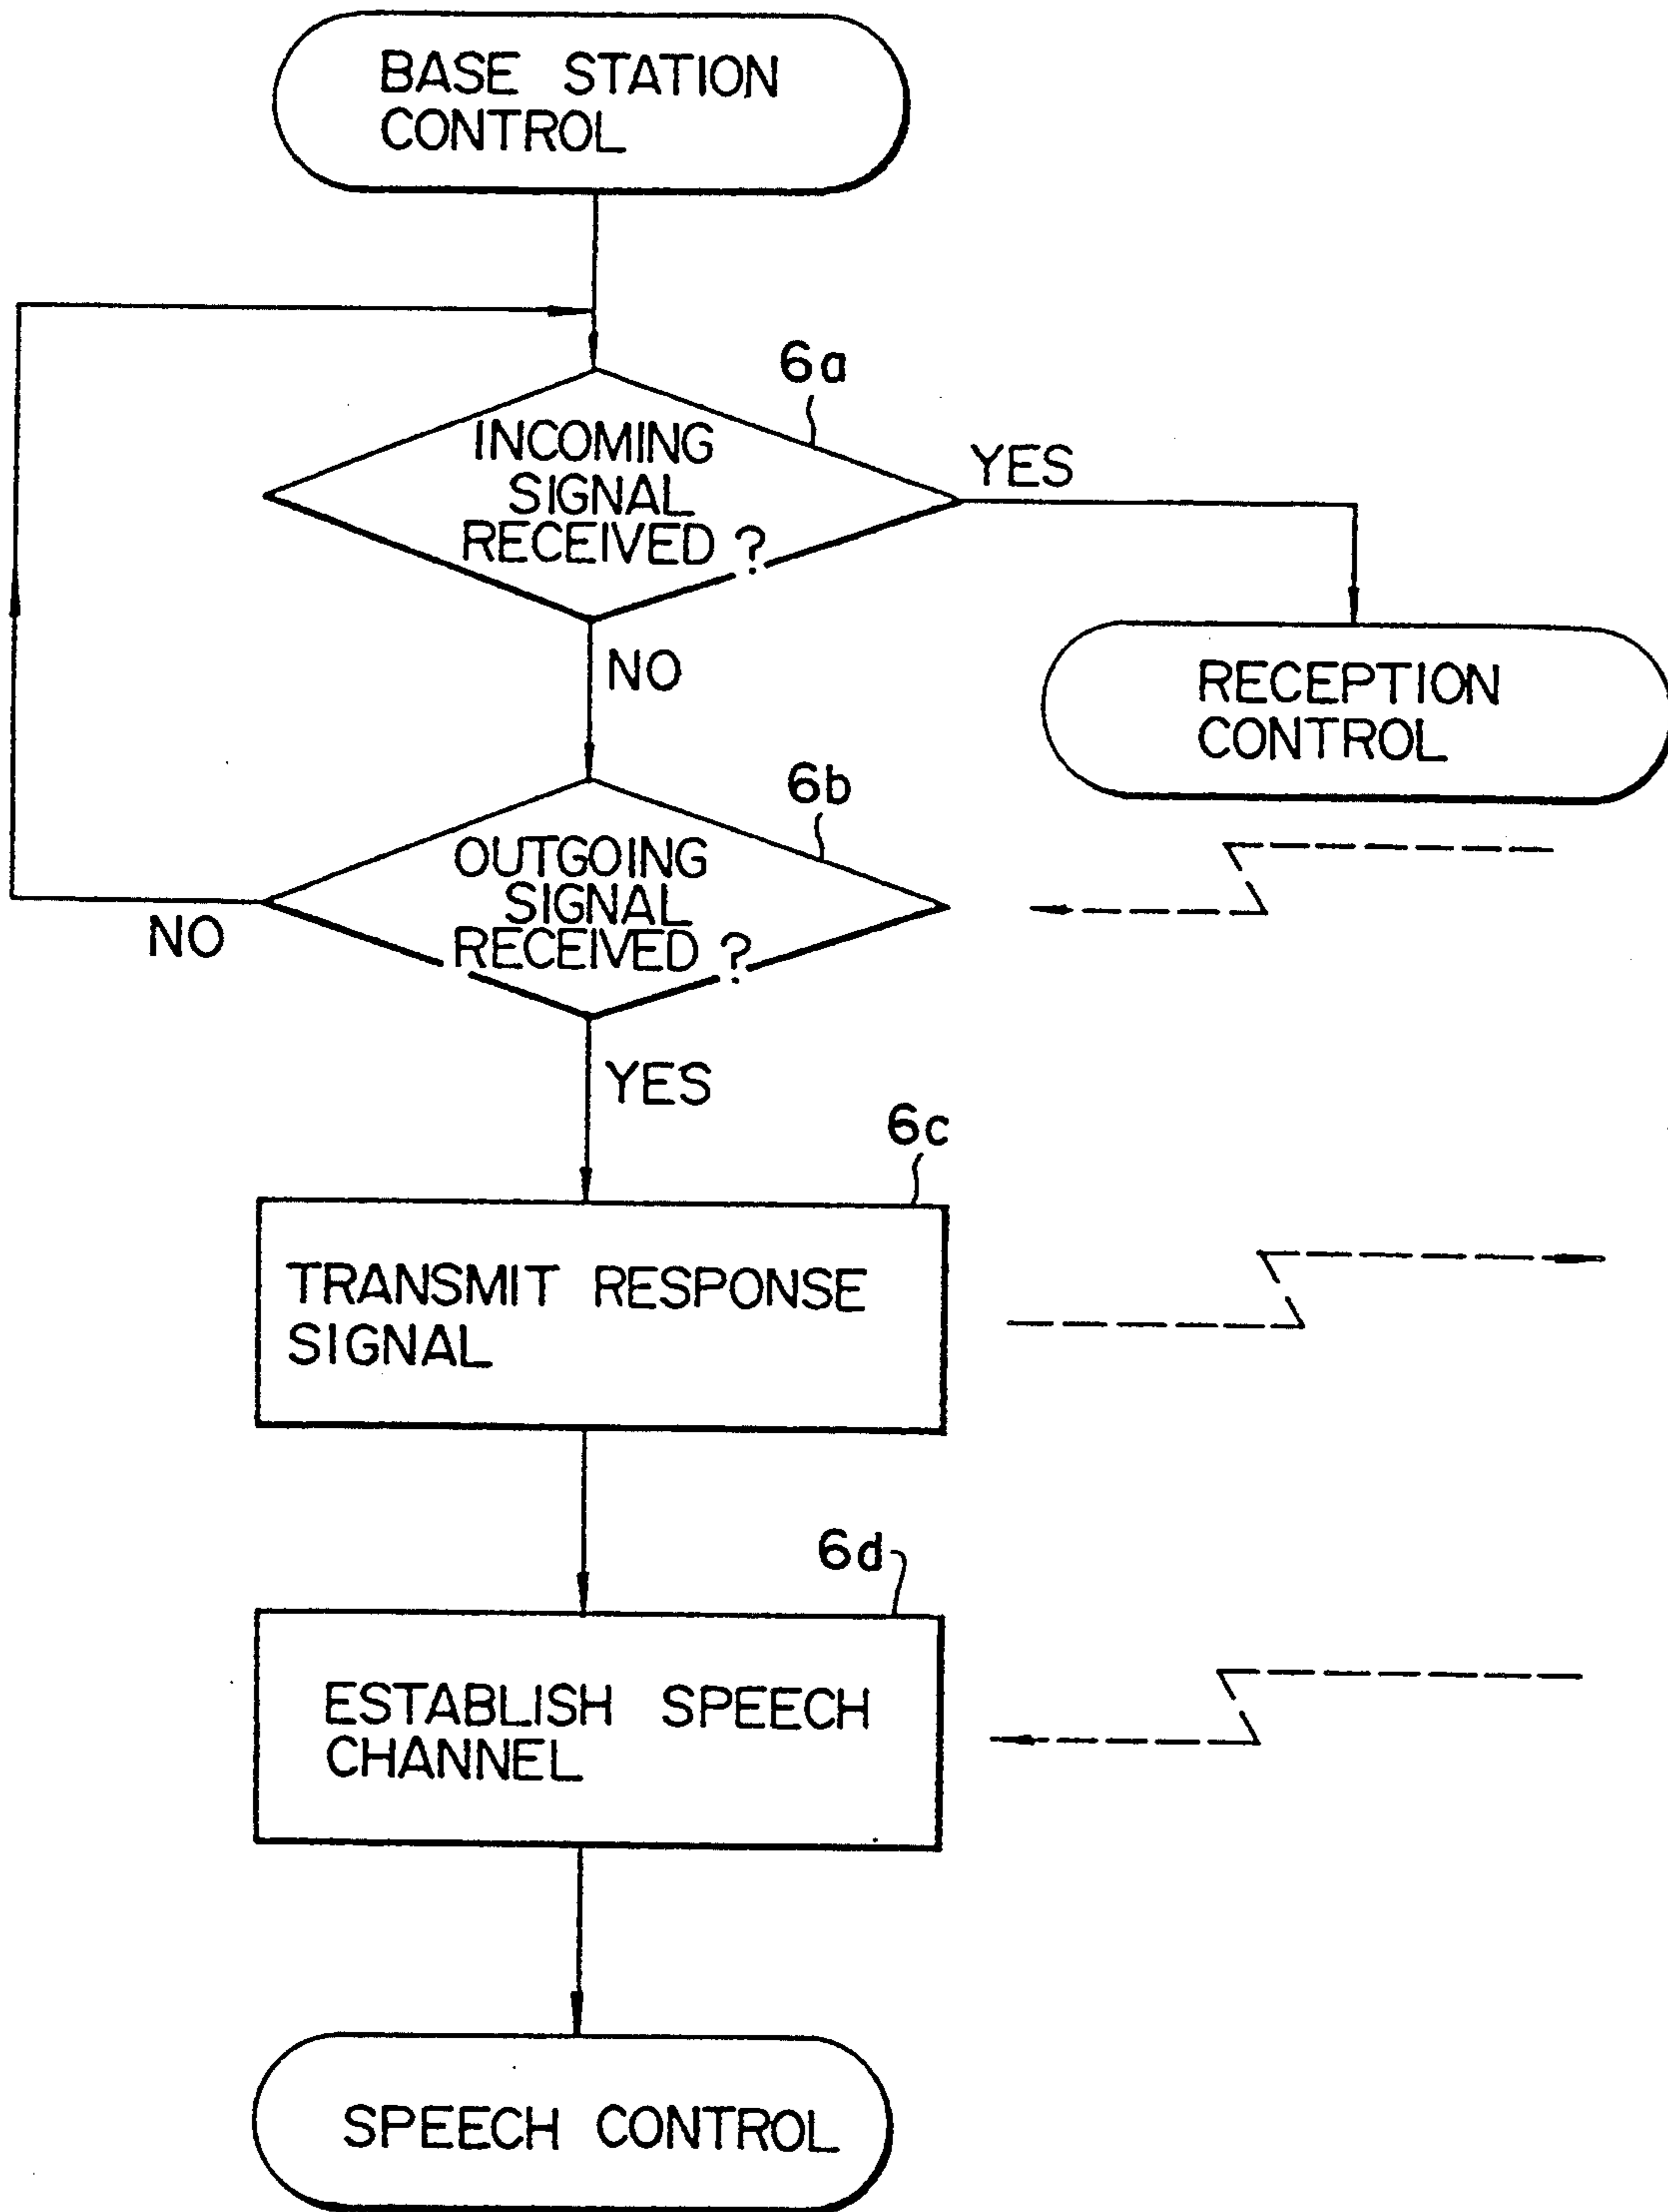 BASE STATION
CONTROL
6a
INCOMING
SIGNAL
RECEIVED ?
YES
NO
RECEPTION
CONTROL
6b
OUTGOING
SIGNAL
RECEIVED ?
NO
YES
6c
TRANSMIT RESPONSE
SIGNAL
6d
ESTABLISH SPEECH
CHANNEL
SPEECH CONTROL